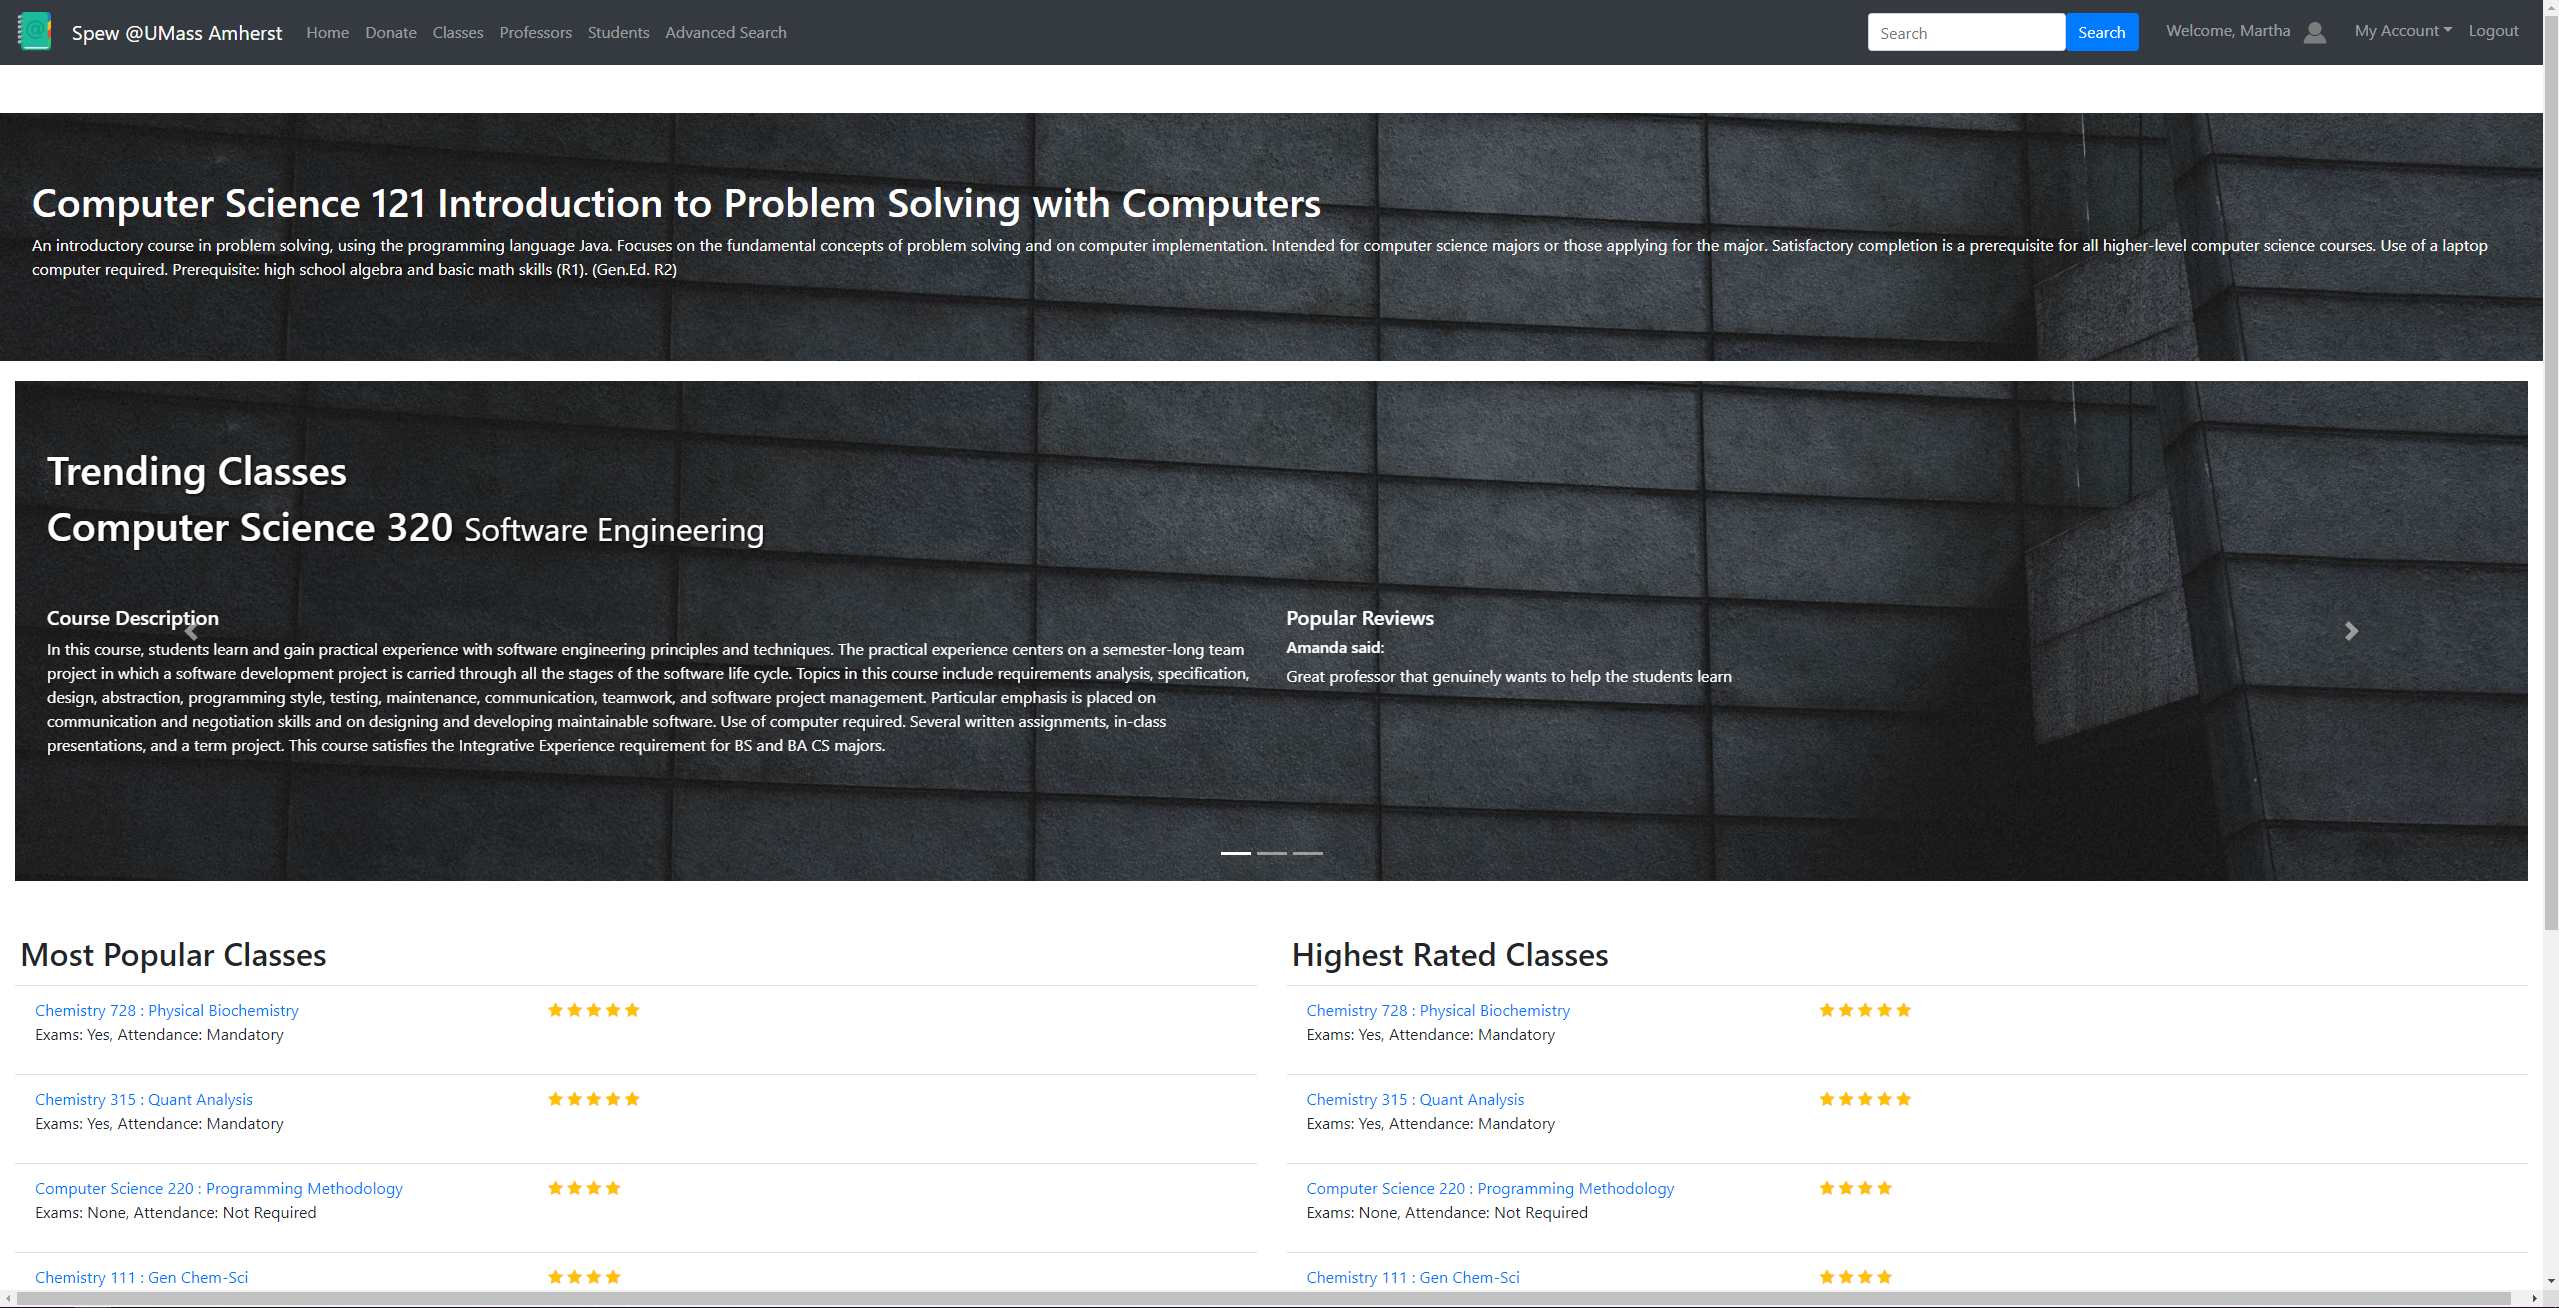 Spew @UMass Amherst Home Donate Classes Professors Students Advanced Search Search Search Welcome, Martha My Account Logout
Computer Science 121 Introduction to Problem Solving with Computers
An introductory course in problem solving, using the programming language Java. Focuses on the fundamental concepts of problem solving and on computer implementation. Intended for computer science majors or those applying for the major. Satisfactory completion is a prerequisite for all higher-level computer science courses. Use of a laptop
computer required. Prerequisite: high school algebra and basic math skills (R1). (Gen.Ed. R2)
Trending Classes
Computer Science 320 Software Engineering
Course Description
In this course, students learn and gain practical experience with software engineering principles and techniques. The practical experience centers on a semester-long team
project in which a software development project is carried through all the stages of the software life cycle. Topics in this course include requirements analysis, specification,
design, abstraction, programming style, testing, maintenance, communication, teamwork, and software project management. Particular emphasis is placed on
communication and negotiation skills and on designing and developing maintainable software. Use of computer required. Several written assignments, in-class
presentations, and a term project. This course satisfies the Integrative Experience requirement for BS and BA CS majors.
Popular Reviews
Amanda said:
Great professor that genuinely wants to help the students learn
Most Popular Classes
Chemistry 728 : Physical Biochemistry
Exams: Yes, Attendance: Mandatory
Chemistry 315 : Quant Analysis
Exams: Yes, Attendance: Mandatory
Computer Science 220 : Programming Methodology
Exams: None, Attendance: Not Required
Chemistry 111 : Gen Chem-Sci
Highest Rated Classes
Chemistry 728 : Physical Biochemistry
Exams: Yes, Attendance: Mandatory
Chemistry 315 : Quant Analysis
Exams: Yes, Attendance: Mandatory
Computer Science 220 : Programming Methodology
Exams: None, Attendance: Not Required
Chemistry 111 : Gen Chem-Sci